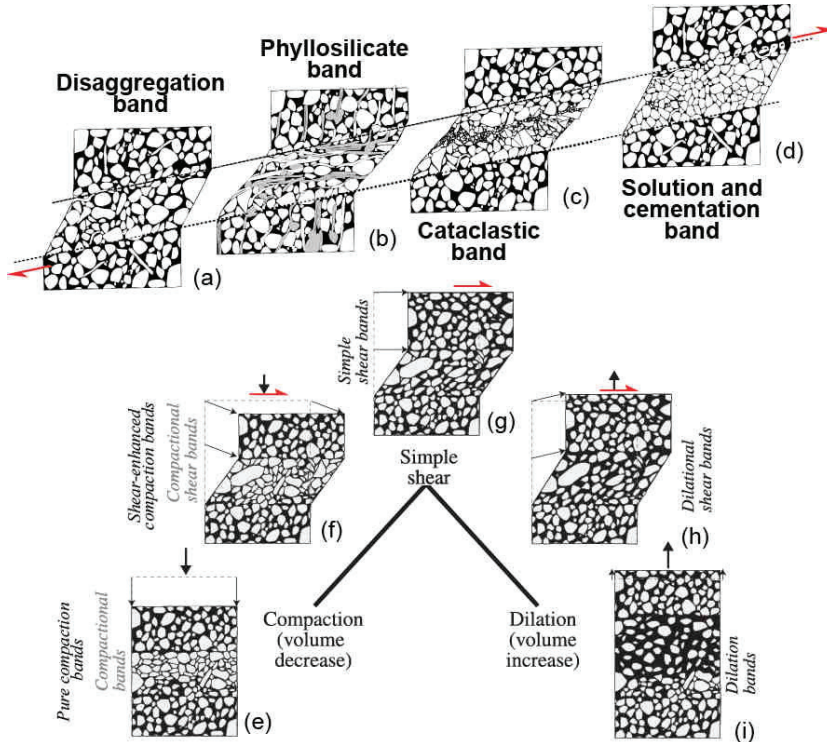 Disaggregation
band
(a)
Phyllosilicate
band
(b)
Cataclastic
band
(c)
Solution and
cementation
band
(d)
Simple
shear bands
(g)
Simple
shear
Shear-enhanced
compaction bands
Compactional
shear bands
(f)
Dilational
shear bands
(h)
Pure compaction
bands
Compactional
bands
(e)
Compaction
(volume
decrease)
Dilation
(volume
increase)
Dilation
bands
(i)